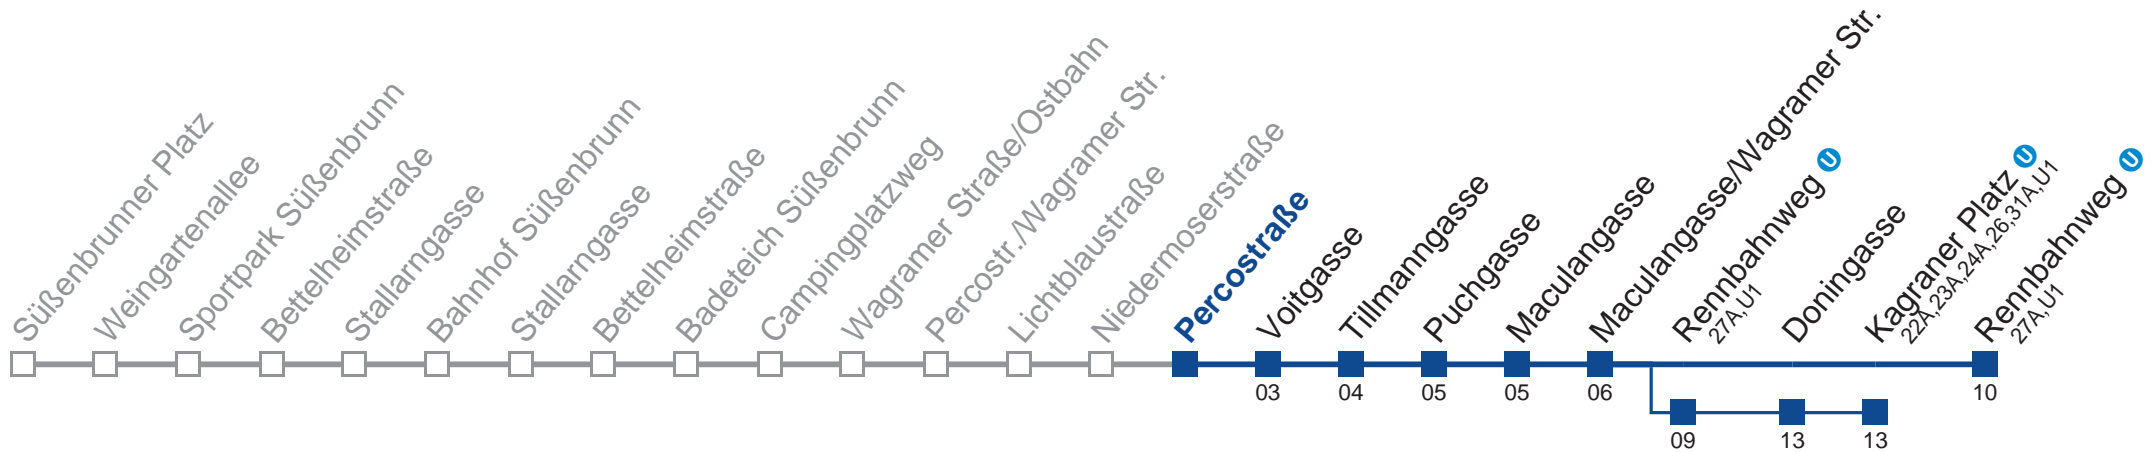 Süßenbrunner Platz
Weingartenallee
Sportpark Süßenbrunn
Bettelheimstraße
Stallarngasse
Bahnhof Süßenbrunn
Stallarngasse
Bettelheimstraße
Badeteich Süßenbrunn
Campingplatzweg
Wagramer Straße/Ostbahn
Percostr./Wagramer Str.
Lichtblaustraße
Niedermoserstraße
Percostraße
Voitgasse
Tillmanngasse
Puchgasse
Maculangasse
Maculangasse/Wagramer Str.
Rennbahnweg U
27A,U1
Doningasse
Kagraner Platz U
22A,23A,24A,26,31A,U1
Rennbahnweg U
27A,U1
03 04 05 05 06 10
09 13 13